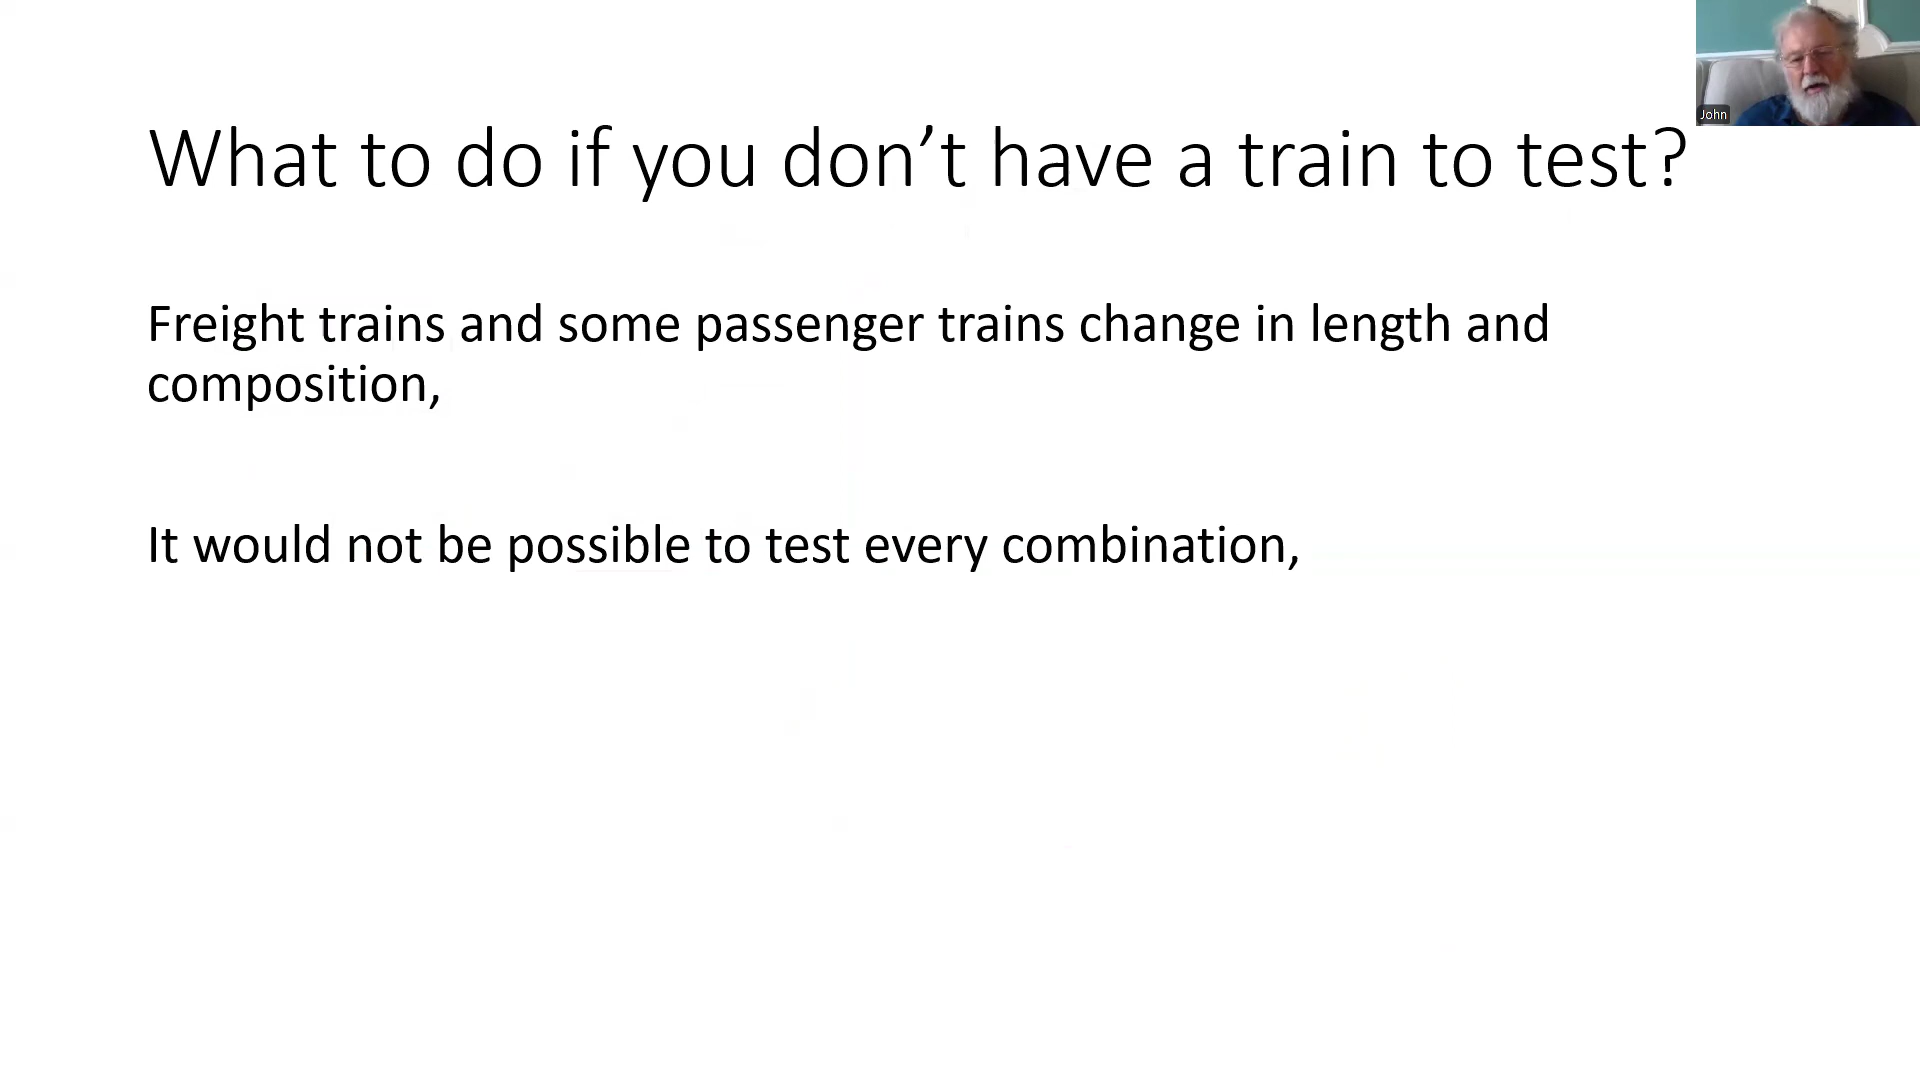 John
What to do if you don’t have a train to test?
Freight trains and some passenger trains change in length and
composition,
It would not be possible to test every combination,